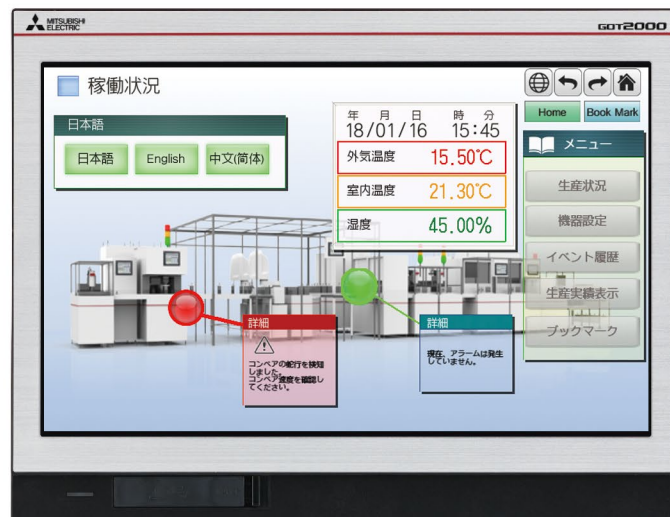 MITSUBISHI
ELECTRIC
GOT2000
稼働状況
Home
Book Mark
日本語
日本語
English
中文(简体)
年 月 日 時 分
18/01/16 15:45
外気温度 15.50℃
室内温度 21.30℃
湿度 45.00%
メニュー
生産状況
機器設定
イベント履歴
生産実績表示
ブックマーク
詳細
コンベアの蛇行を検知
しました。
コンベア速度を確認し
てください。
詳細
現在、アラームは発生
していません。